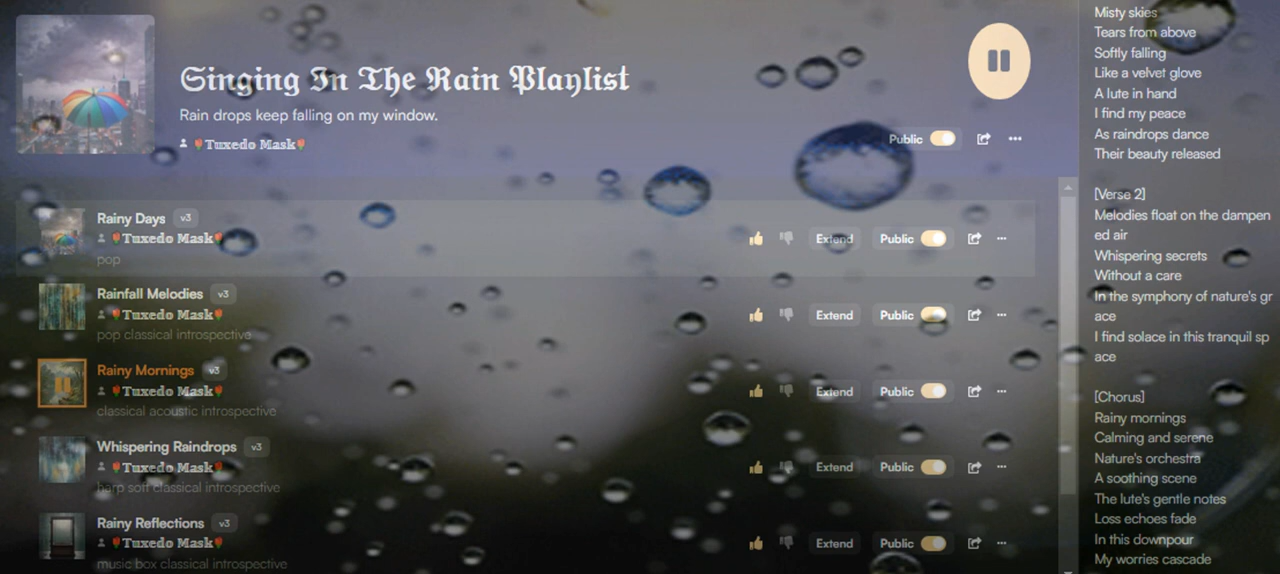 Singing In The Rain Playlist
Rain drops keep falling on my window.
Tuxedo Mask
Public
Rainy Days v3
Tuxedo Mask
pop
Extend Public
Rainfall Melodies v3
Tuxedo Mask
pop classical introspective
Extend Public
Rainy Mornings v3
Tuxedo Mask
classical acoustic introspective
Extend Public
Whispering Raindrops v3
Tuxedo Mask
harp soft classical introspective
Extend Public
Rainy Reflections v3
Tuxedo Mask
music box classical introspective
Extend Public
Misty skies
Tears from above
Softly falling
Like a velvet glove
A lute in hand
I find my peace
As raindrops dance
Their beauty released
[Verse 2]
Melodies float on the dampen
ed air
Whispering secrets
Without a care
In the symphony of nature's gr
ace
I find solace in this tranquil sp
ace
[Chorus]
Rainy mornings
Calming and serene
Nature's orchestra
A soothing scene
The lute's gentle notes
Loss echoes fade
In this downpour
My worries cascade